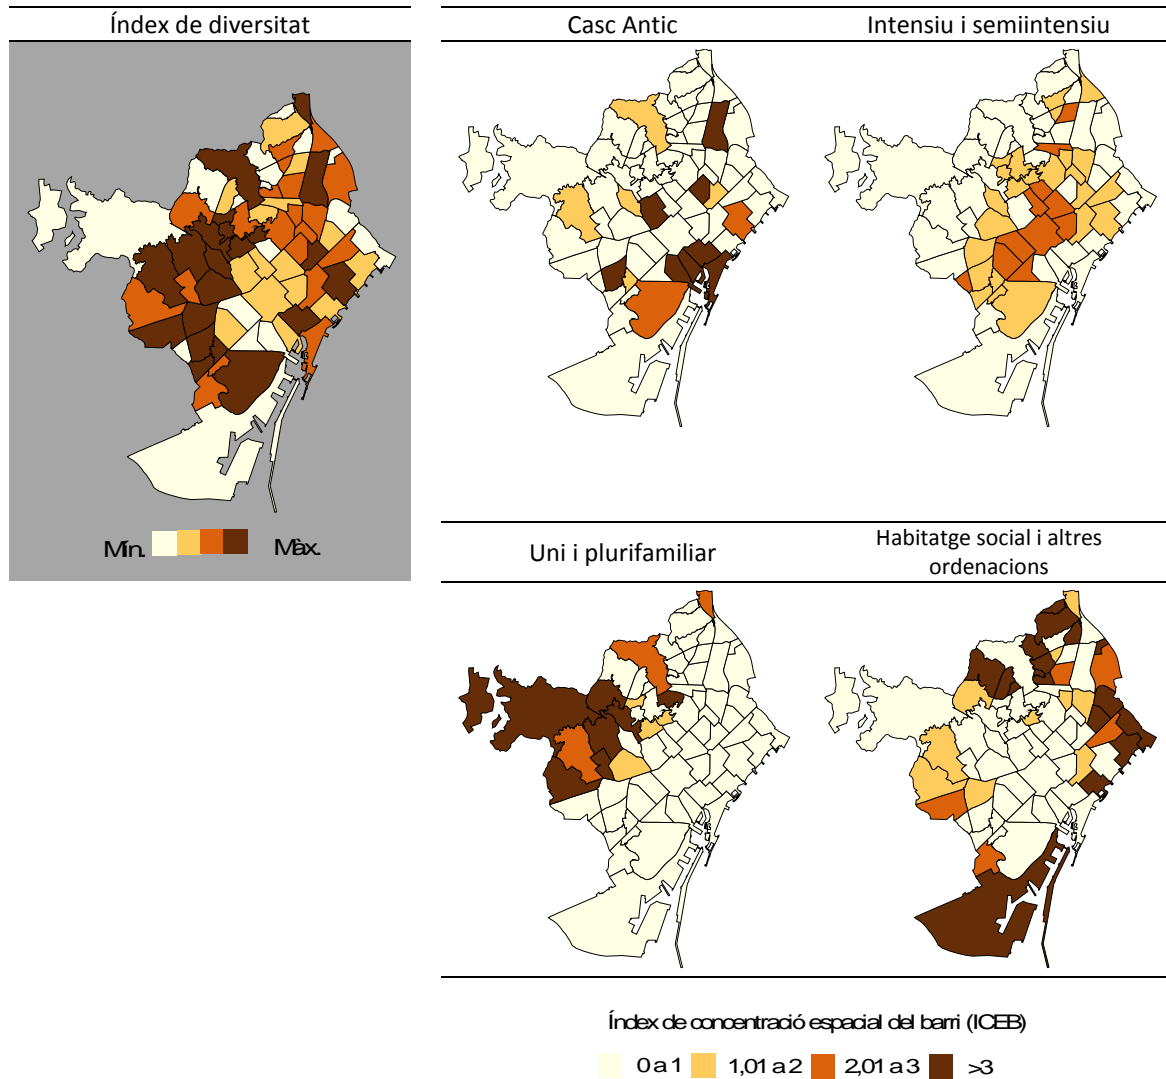 Índex de diversitat
Casc Antic
Intensiu i semiintensiu
Mín.
Màx.
Uni i plurifamiliar
Habitatge social i altres
ordenacions
Índex de concentració espacial del barri (ICEB)
0 a 1
1,01 a 2
2,01 a 3
>3